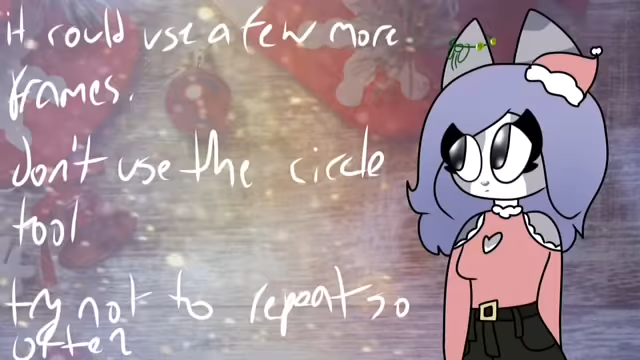 it could use a few more
frames.
don't use the circle
tool
try not to repeat so
often